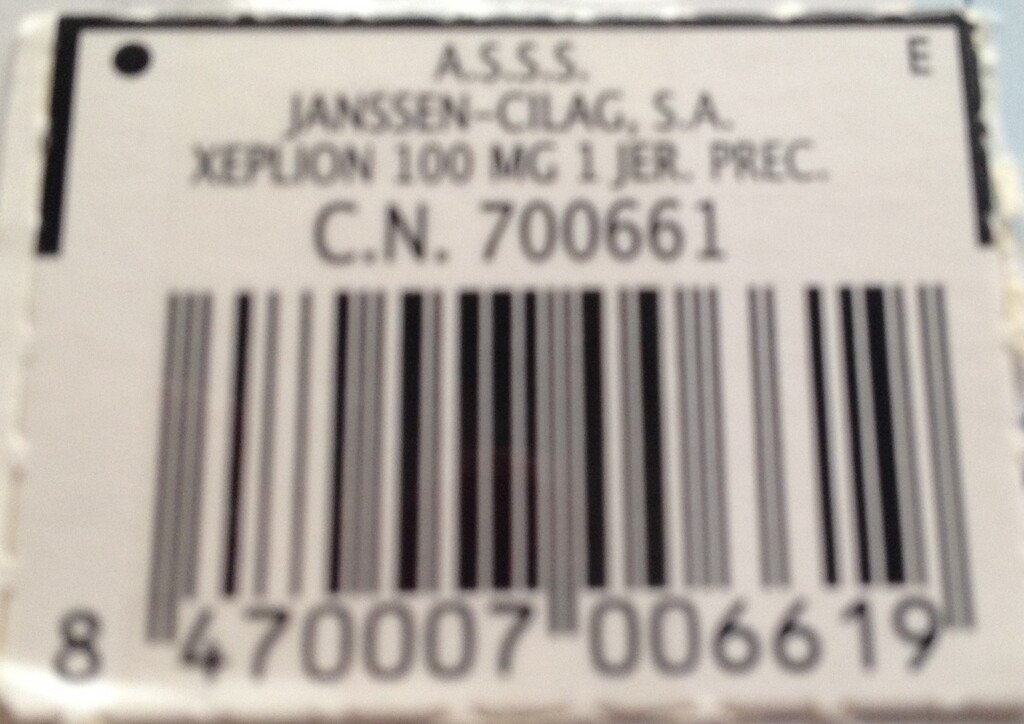 A.S.S.S.
E
JANSSEN-CILAG, S.A.
XEPLION 100 MG 1 JER. PREC.
C.N. 700661
8 470007 006619